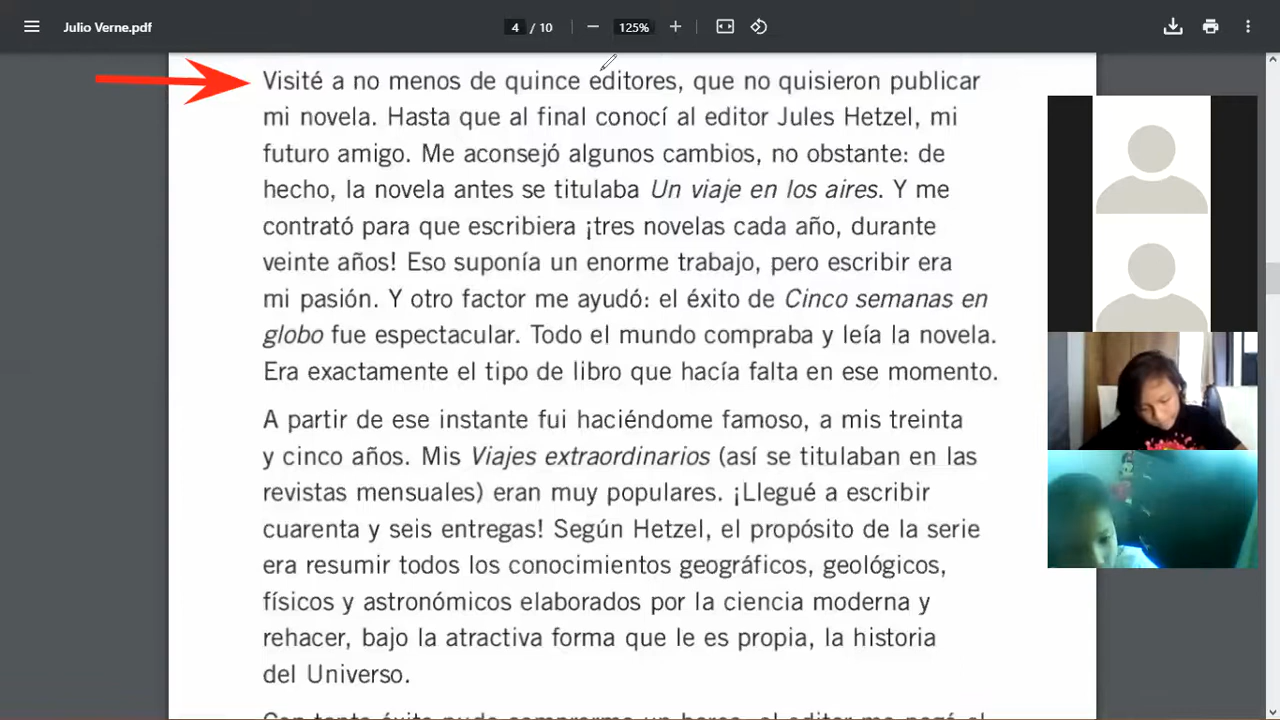 Julio Verne.pdf
4 / 10
125%
Visité a no menos de quince editores, que no quisieron publicar
mi novela. Hasta que al final conocí al editor Jules Hetzel, mi
futuro amigo. Me aconsejó algunos cambios, no obstante: de
hecho, la novela antes se titulaba Un viaje en los aires. Y me
contrató para que escribiera ¡tres novelas cada año, durante
veinte años! Eso suponía un enorme trabajo, pero escribir era
mi pasión. Y otro factor me ayudó: el éxito de Cinco semanas en
globo fue espectacular. Todo el mundo compraba y leía la novela.
Era exactamente el tipo de libro que hacía falta en ese momento.
A partir de ese instante fui haciéndome famoso, a mis treinta
y cinco años. Mis Viajes extraordinarios (así se titulaban en las
revistas mensuales) eran muy populares. ¡Llegué a escribir
cuarenta y seis entregas! Según Hetzel, el propósito de la serie
era resumir todos los conocimientos geográficos, geológicos,
físicos y astronómicos elaborados por la ciencia moderna y
rehacer, bajo la atractiva forma que le es propia, la historia
del Universo.